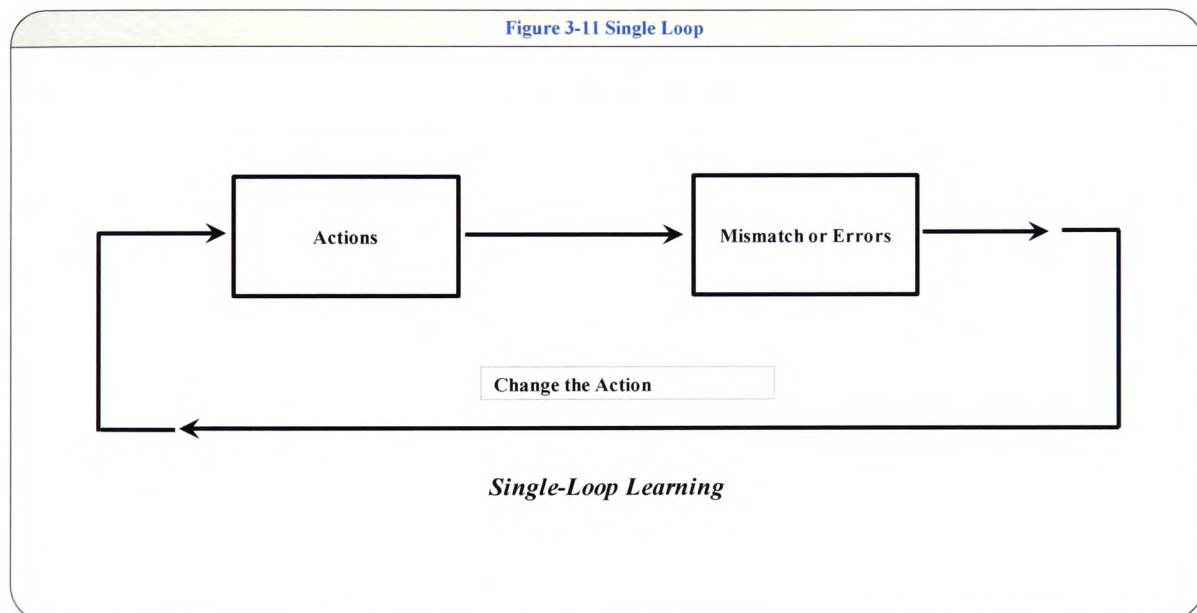 Figure 3-11 Single Loop
Actions
Mismatch or Errors
Change the Action
Single-Loop Learning